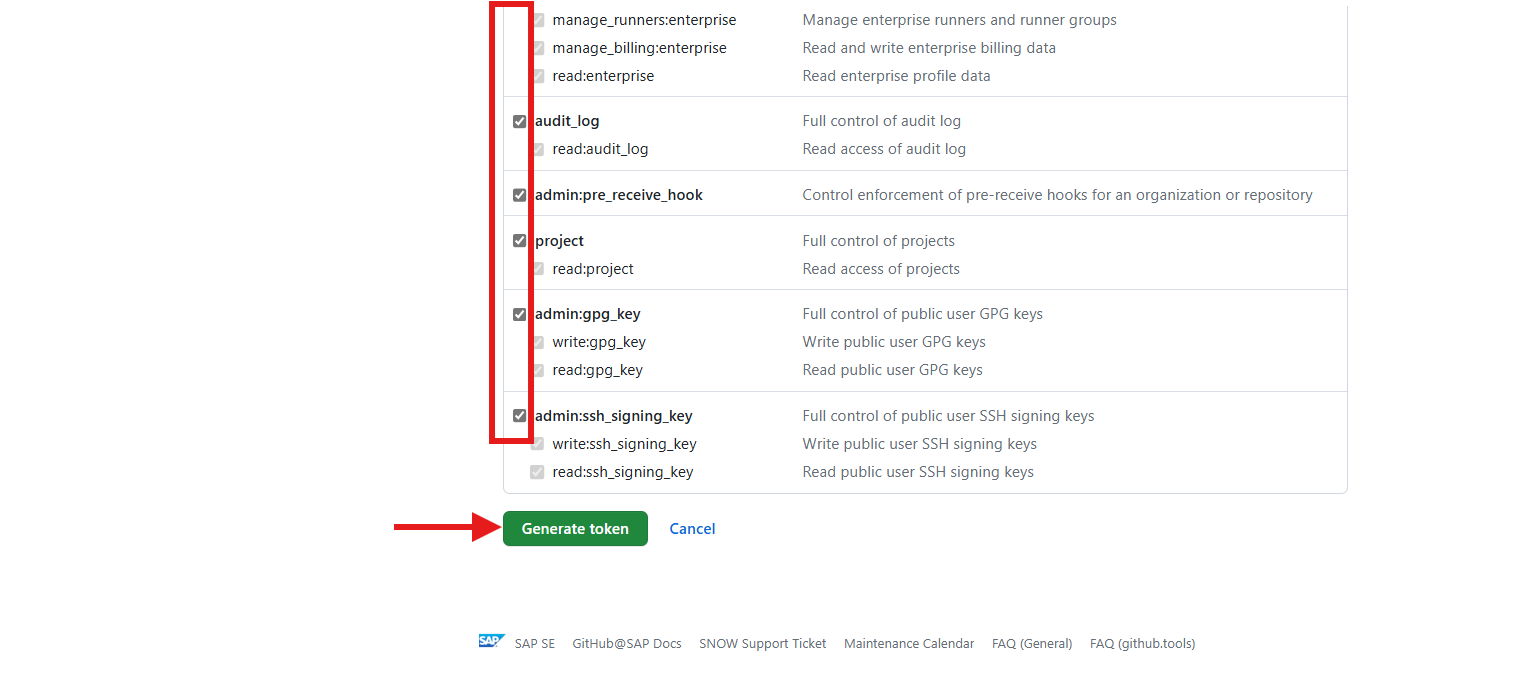 manage_runners:enterprise Manage enterprise runners and runner groups
manage_billing:enterprise Read and write enterprise billing data
read:enterprise Read enterprise profile data
audit_log Full control of audit log
read:audit_log Read access of audit log
admin:pre_receive_hook Control enforcement of pre-receive hooks for an organization or repository
project Full control of projects
read:project Read access of projects
admin:gpg_key Full control of public user GPG keys
write:gpg_key Write public user GPG keys
read:gpg_key Read public user GPG keys
admin:ssh_signing_key Full control of public user SSH signing keys
write:ssh_signing_key Write public user SSH signing keys
read:ssh_signing_key Read public user SSH signing keys
Generate token Cancel
SAP SAP SE GitHub@SAP Docs SNOW Support Ticket Maintenance Calendar FAQ (General) FAQ (github.tools)